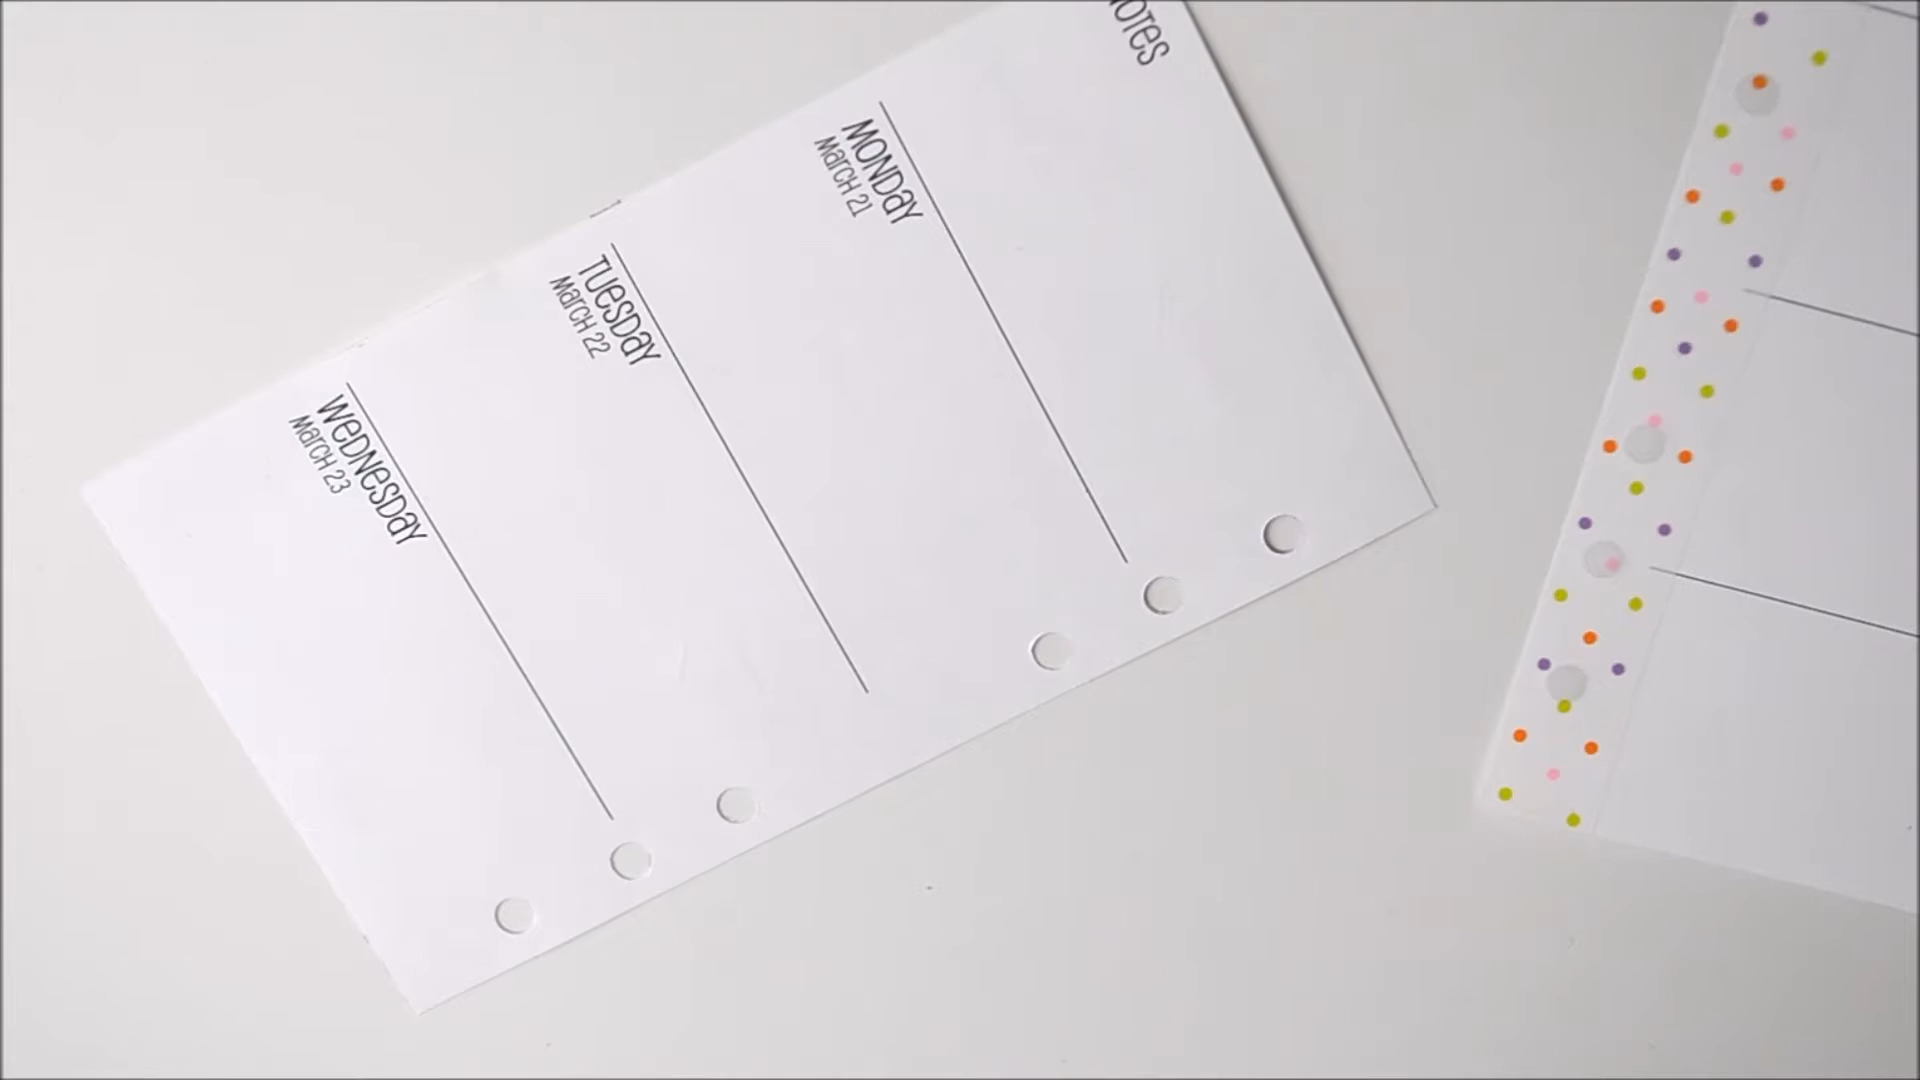 NOTES
MONDAY
MARCH 21
TUESDAY
MARCH 22
WEDNESDAY
MARCH 23